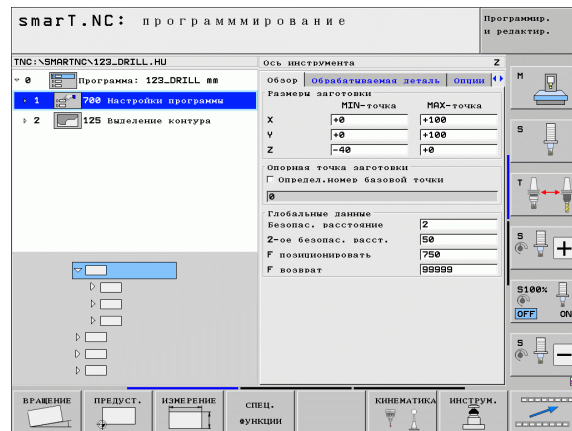 smarT.NC: программмирование
Программир.
и редактир.
TNC:\SMARTNC\123_DRILL.HU
Ось инструмента Z
0 Программа: 123_DRILL mm
1 700 Настройки программы
2 125 Выделение контура
Обзор Обрабатываемая деталь Опции
Размеры заготовки
MIN-точка MAX-точка
X +0 +100
Y +0 +100
Z -40 +0
Опорная точка заготовки
Определ.номер базовой точки
0
Глобальные данные
Безопас. расстояние 2
2-ое безопас. расст. 50
F позиционировать 750
F возврат 99999
M
S
T
S
S100%
OFF ON
S
ВРАЩЕНИЕ
ПРЕДУСТ.
ИЗМЕРЕНИЕ
СПЕЦ.
ФУНКЦИИ
КИНЕМАТИКА
ИНСТРУМ.